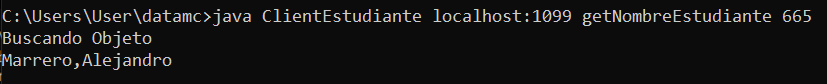 C:\Users\User\datamc>java ClientEstudiante localhost:1099 getNombreEstudiante 665
Buscando Objeto
Marrero,Alejandro